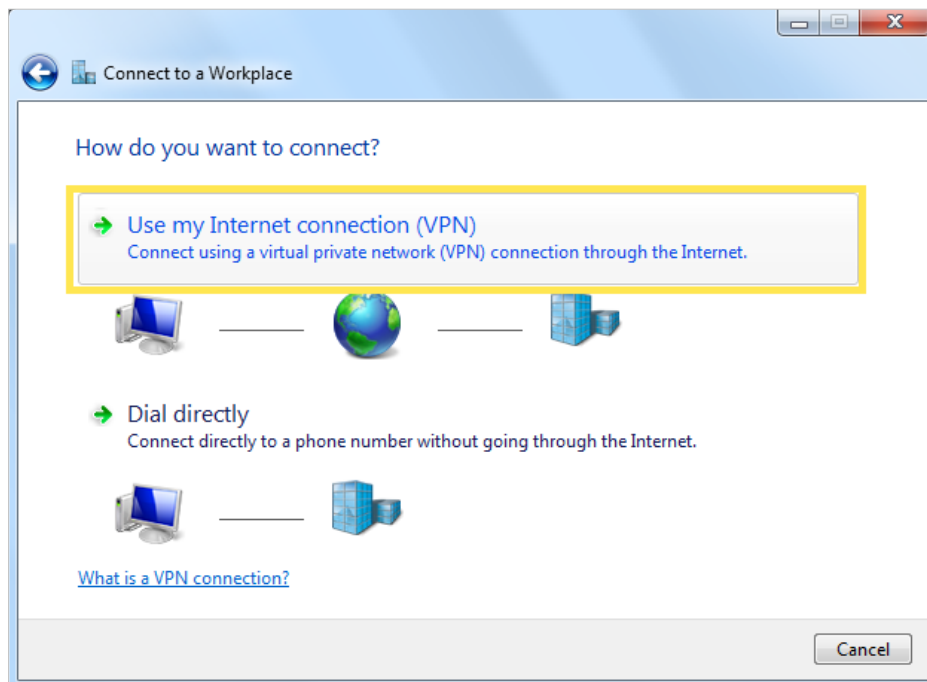 Connect to a Workplace
How do you want to connect?
Use my Internet connection (VPN)
Connect using a virtual private network (VPN) connection through the Internet.
Dial directly
Connect directly to a phone number without going through the Internet.
What is a VPN connection?
Cancel